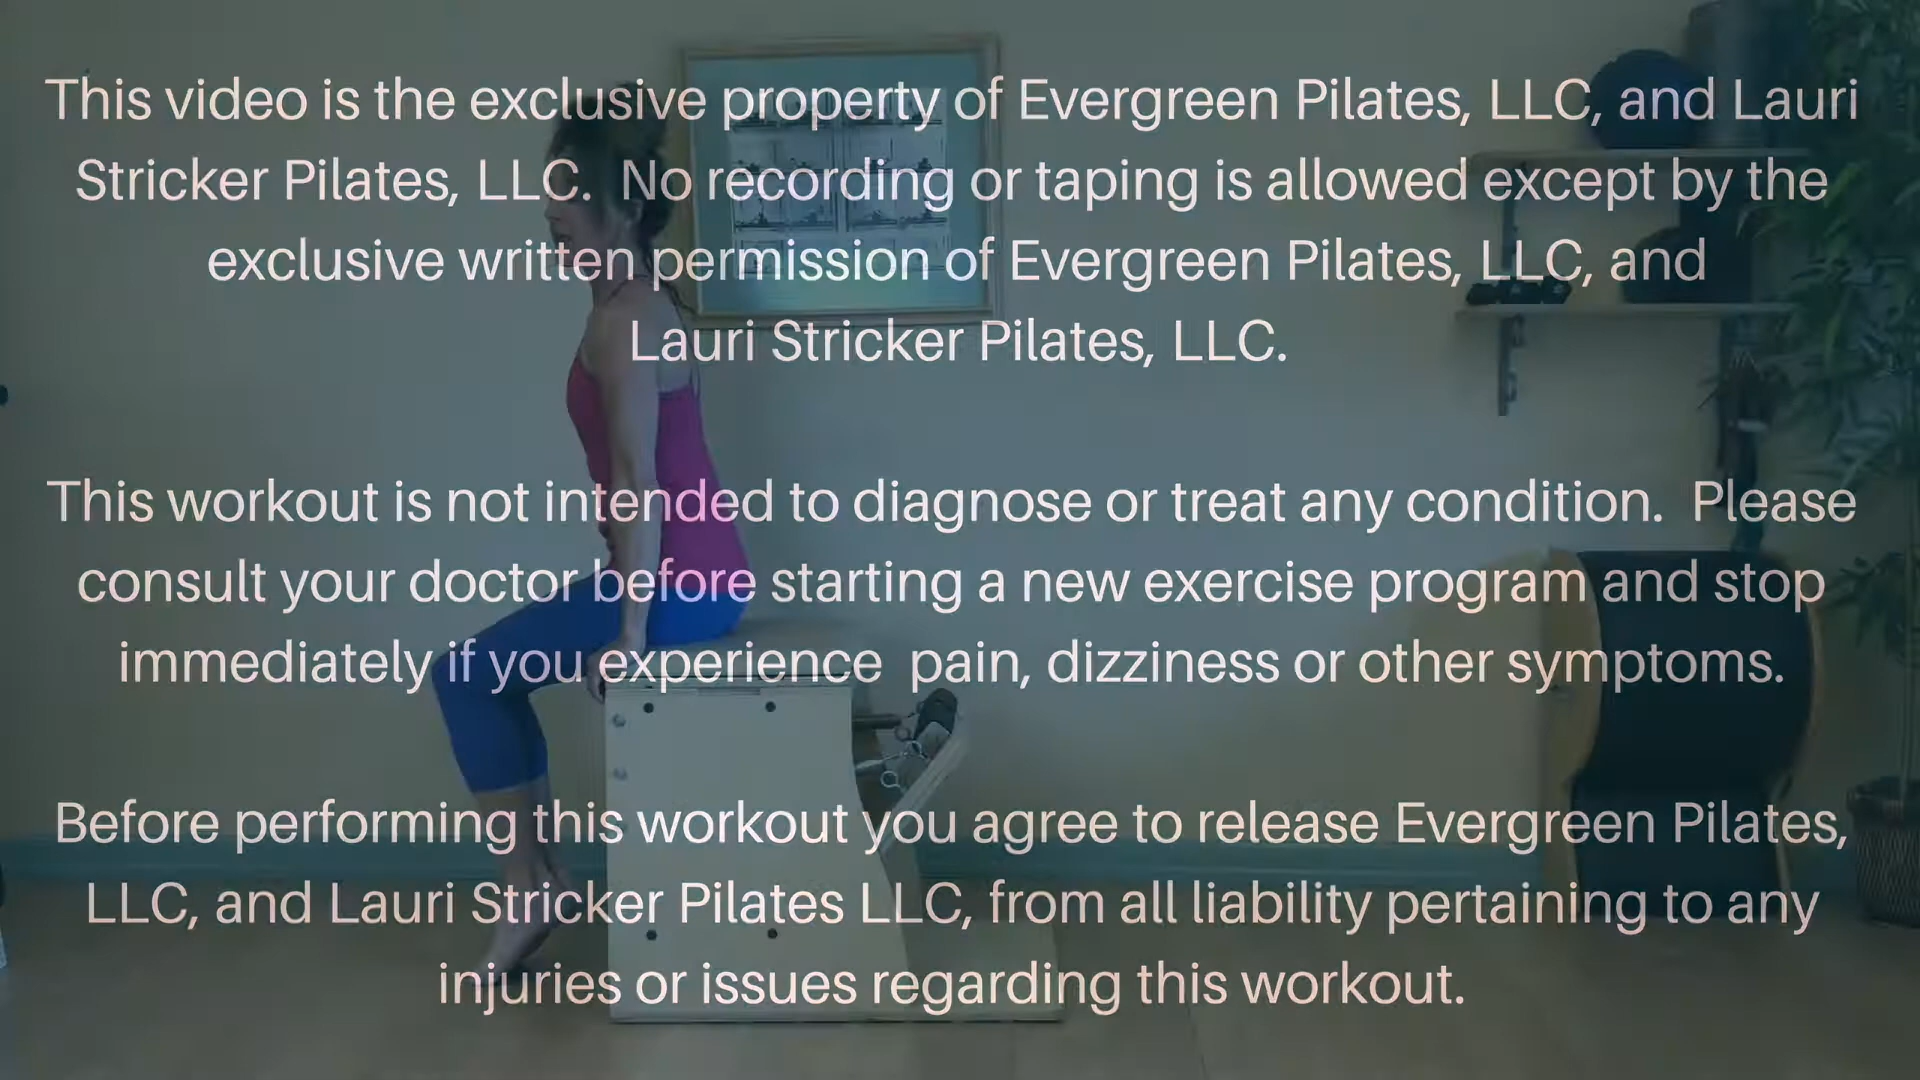 This video is the exclusive property of Evergreen Pilates, LLC, and Lauri
Stricker Pilates, LLC.  No recording or taping is allowed except by the
exclusive written permission of Evergreen Pilates, LLC, and
Lauri Stricker Pilates, LLC.
This workout is not intended to diagnose or treat any condition.  Please
consult your doctor before starting a new exercise program and stop
immediately if you experience  pain, dizziness or other symptoms.
Before performing this workout you agree to release Evergreen Pilates,
LLC, and Lauri Stricker Pilates LLC, from all liability pertaining to any
injuries or issues regarding this workout.